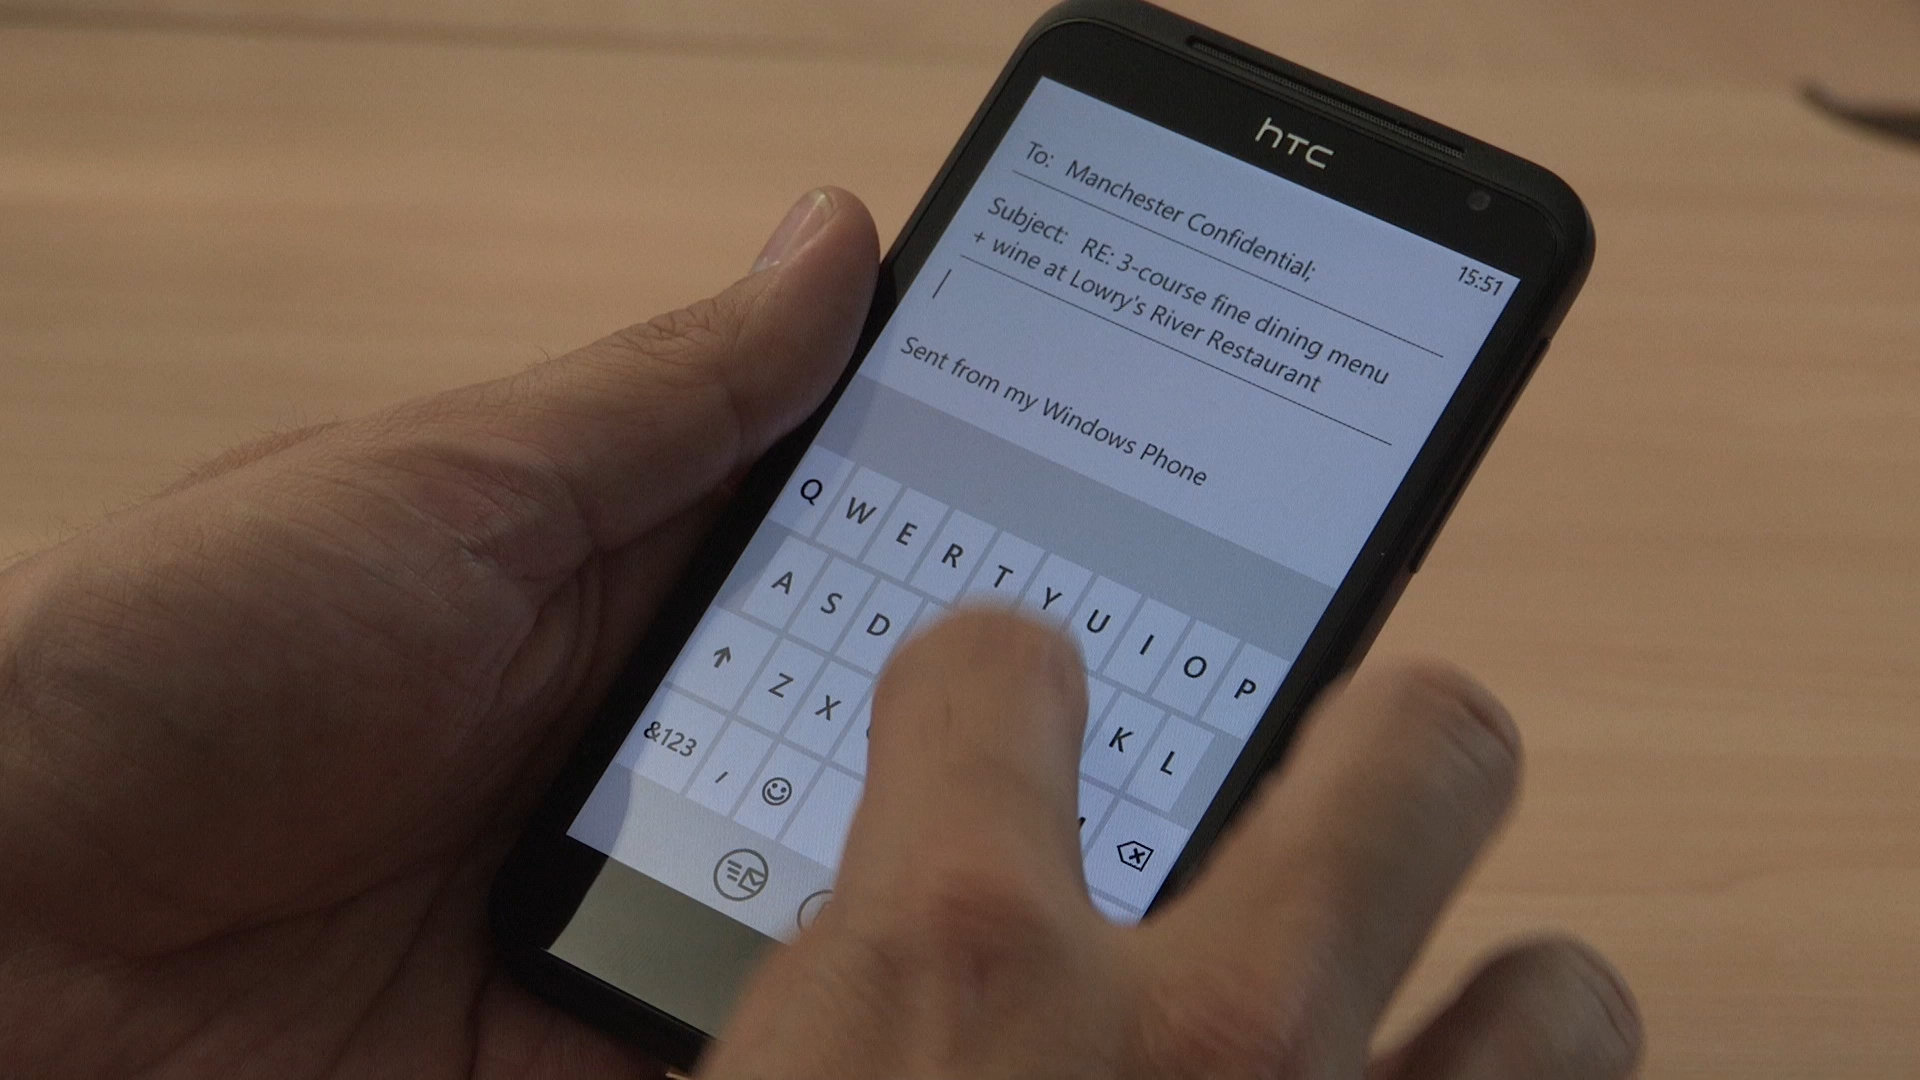 hTC
15:51
To: Manchester Confidential;
Subject: RE: 3-course fine dining menu
+ wine at Lowry's River Restaurant
Sent from my Windows Phone
Q W E R T Y U I O P
A S D K L
Z X
&123 ,